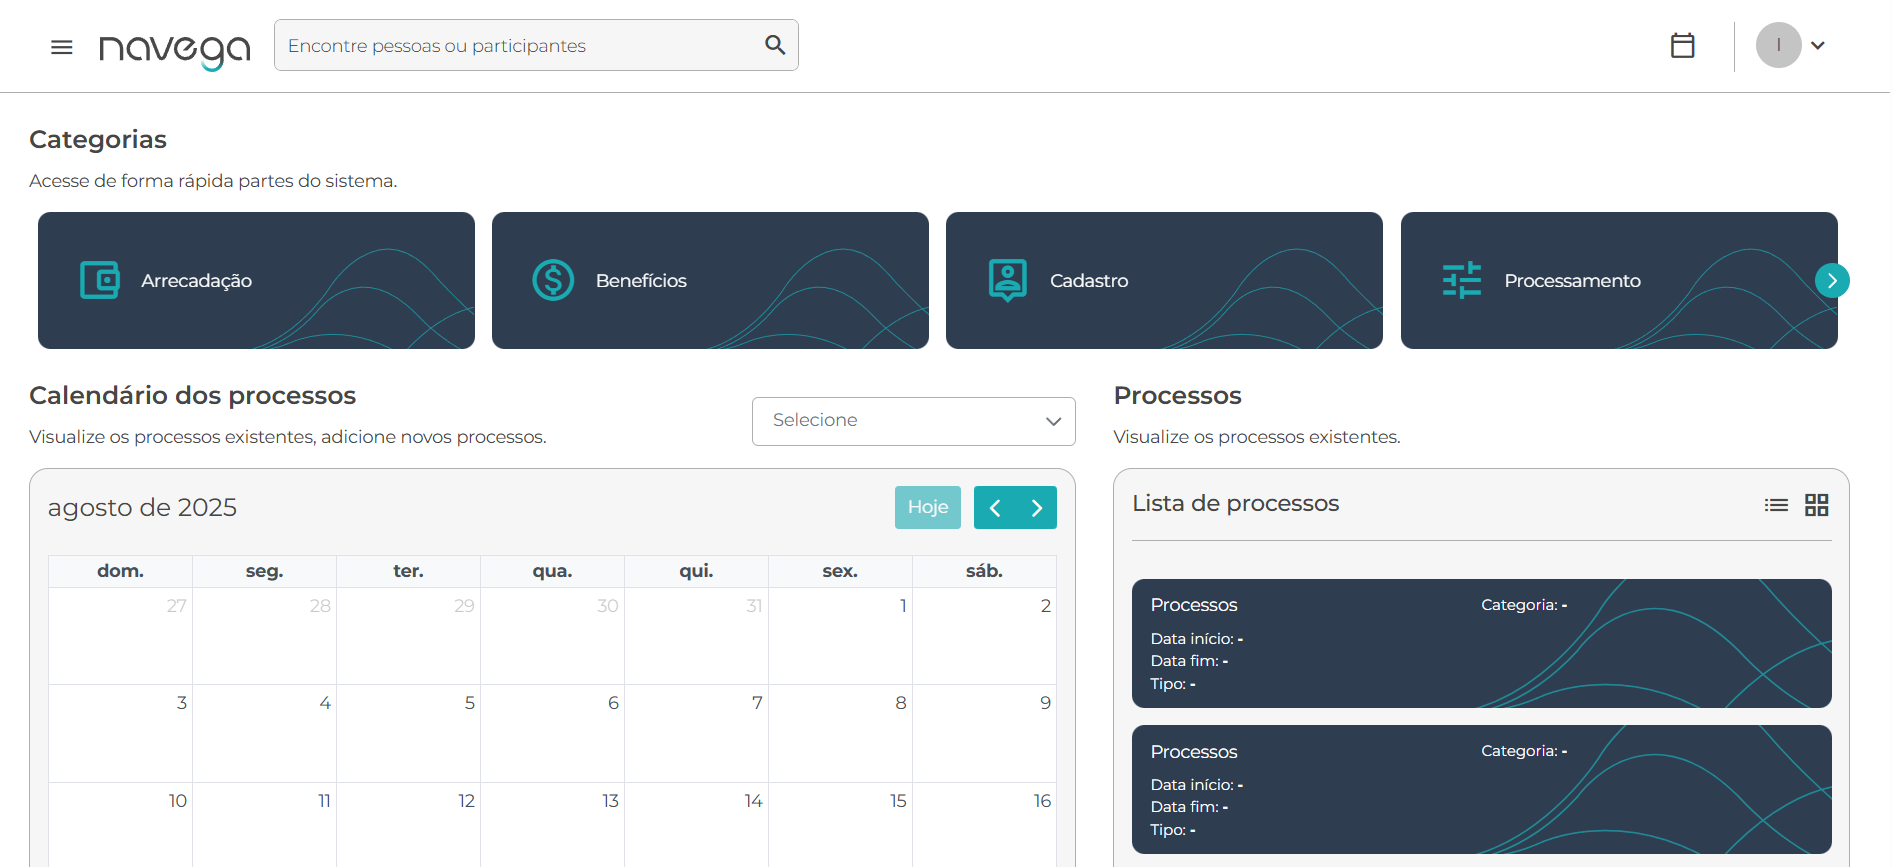 navega
Encontre pessoas ou participantes
I
Categorias
Acesse de forma rápida partes do sistema.
Arrecadação
Benefícios
Cadastro
Processamento
Calendário dos processos
Visualize os processos existentes, adicione novos processos.
Selecione
agosto de 2025
Hoje
dom. seg. ter. qua. qui. sex. sáb.
27 28 29 30 31 1 2
3 4 5 6 7 8 9
10 11 12 13 14 15 16
Processos
Visualize os processos existentes.
Lista de processos
Processos Categoria: -
Data início: -
Data fim: -
Tipo: -
Processos Categoria: -
Data início: -
Data fim: -
Tipo: -